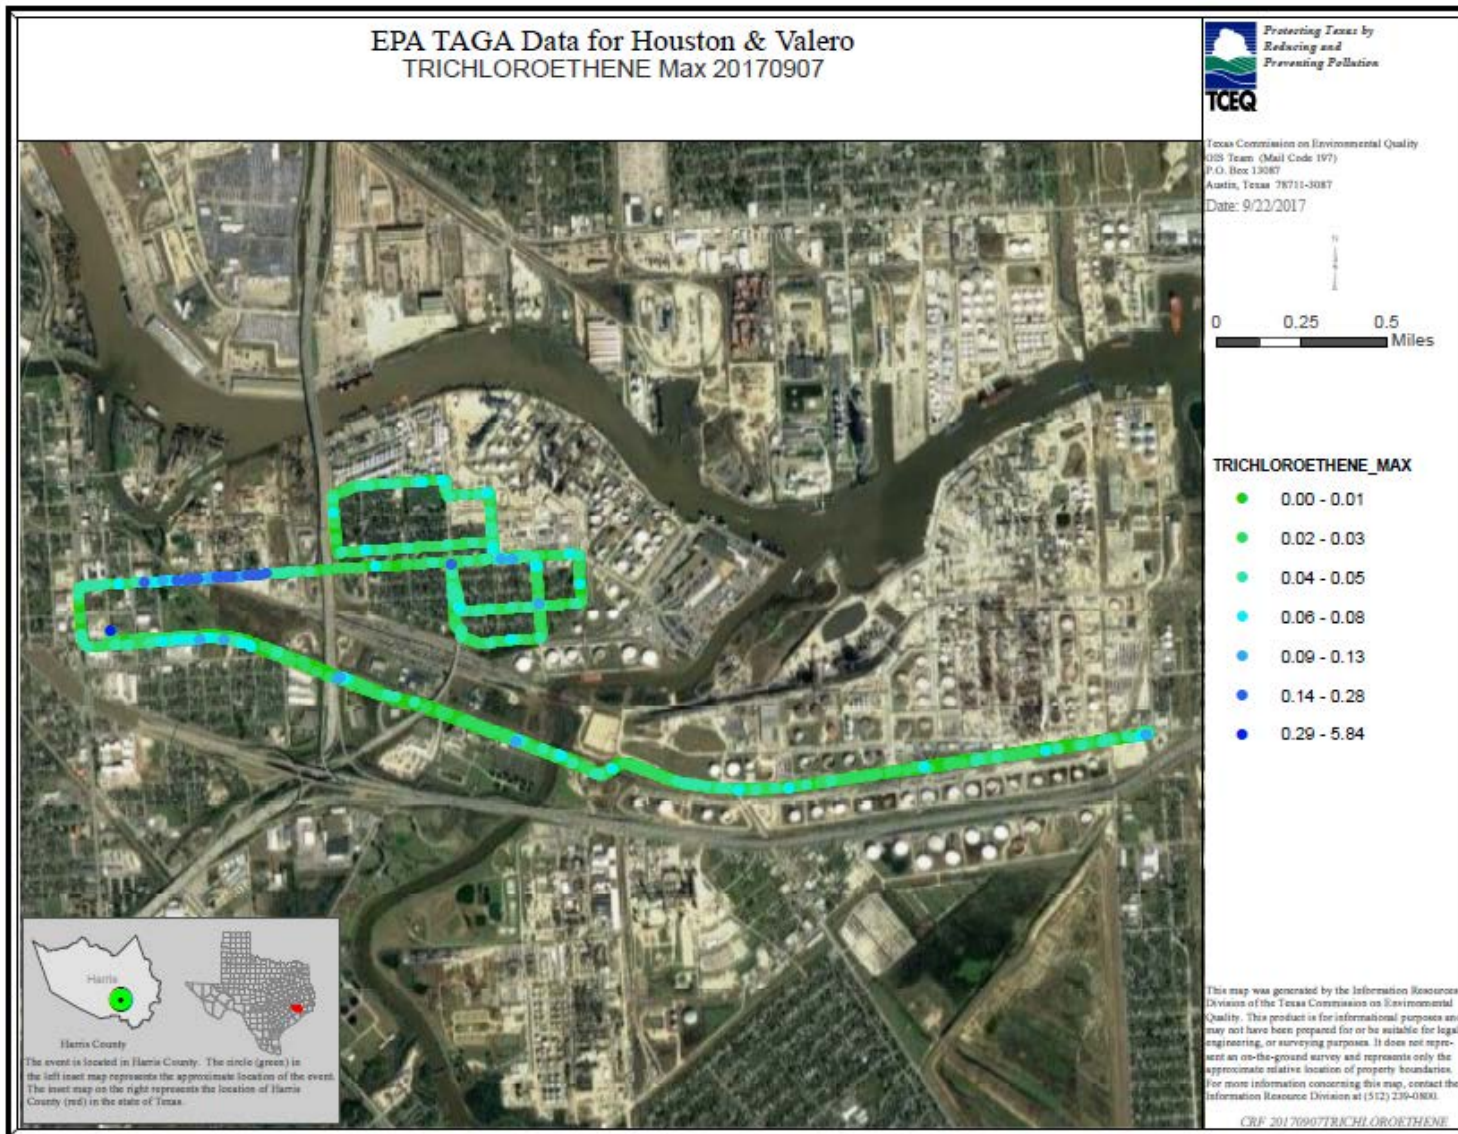 EPA TAGA Data for Houston & Valero
TRICHLOROETHENE Max 20170907
Protecting Texas by
Reducing and
Preventing Pollution
TCEQ
Texas Commission on Environmental Quality
GIS Team (Mail Code 197)
P.O. Box 13087
Austin, Texas 78711-3087
Date: 9/22/2017
N
0 0.25 0.5
Miles
TRICHLOROETHENE_MAX
0.00 - 0.01
0.02 - 0.03
0.04 - 0.05
0.06 - 0.08
0.09 - 0.13
0.14 - 0.28
0.29 - 5.84
Harris
Harris County
The event is located in Harris County. The circle (green) in
the left inset map represents the approximate location of the event.
The inset map on the right represents the location of Harris
County (red) in the state of Texas.
This map was generated by the Information Resources
Division of the Texas Commission on Environmental
Quality. This product is for informational purposes and
may not have been prepared for or be suitable for legal,
engineering, or surveying purposes. It does not repre-
sent an on-the-ground survey and represents only the
approximate relative location of property boundaries.
For more information concerning this map, contact the
Information Resource Division at (512) 239-0800.
CRF 20170907TRICHLOROETHENE